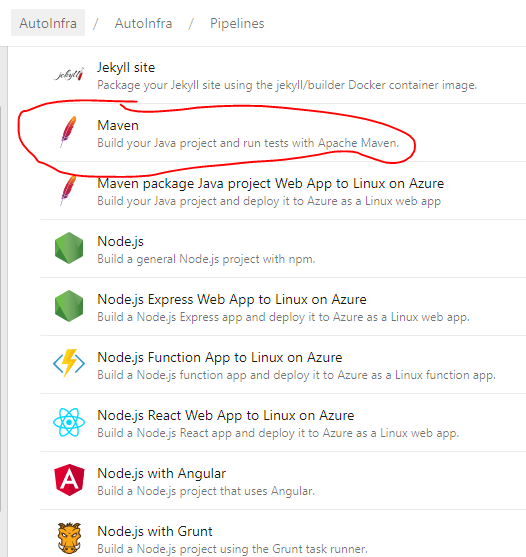 AutoInfra / AutoInfra / Pipelines
jekyll
Jekyll site
Package your Jekyll site using the jekyll/builder Docker container image.
Maven
Build your Java project and run tests with Apache Maven.
Maven package Java project Web App to Linux on Azure
Build your Java project and deploy it to Azure as a Linux web app
Node.js
Build a general Node.js project with npm.
Node.js Express Web App to Linux on Azure
Build a Node.js Express app and deploy it to Azure as a Linux web app.
Node.js Function App to Linux on Azure
Build a Node.js function app and deploy it to Azure as a Linux function app.
Node.js React Web App to Linux on Azure
Build a Node.js React app and deploy it to Azure as a Linux web app.
Node.js with Angular
Build a Node.js project that uses Angular.
Node.js with Grunt
Build a Node.js project using the Grunt task runner.